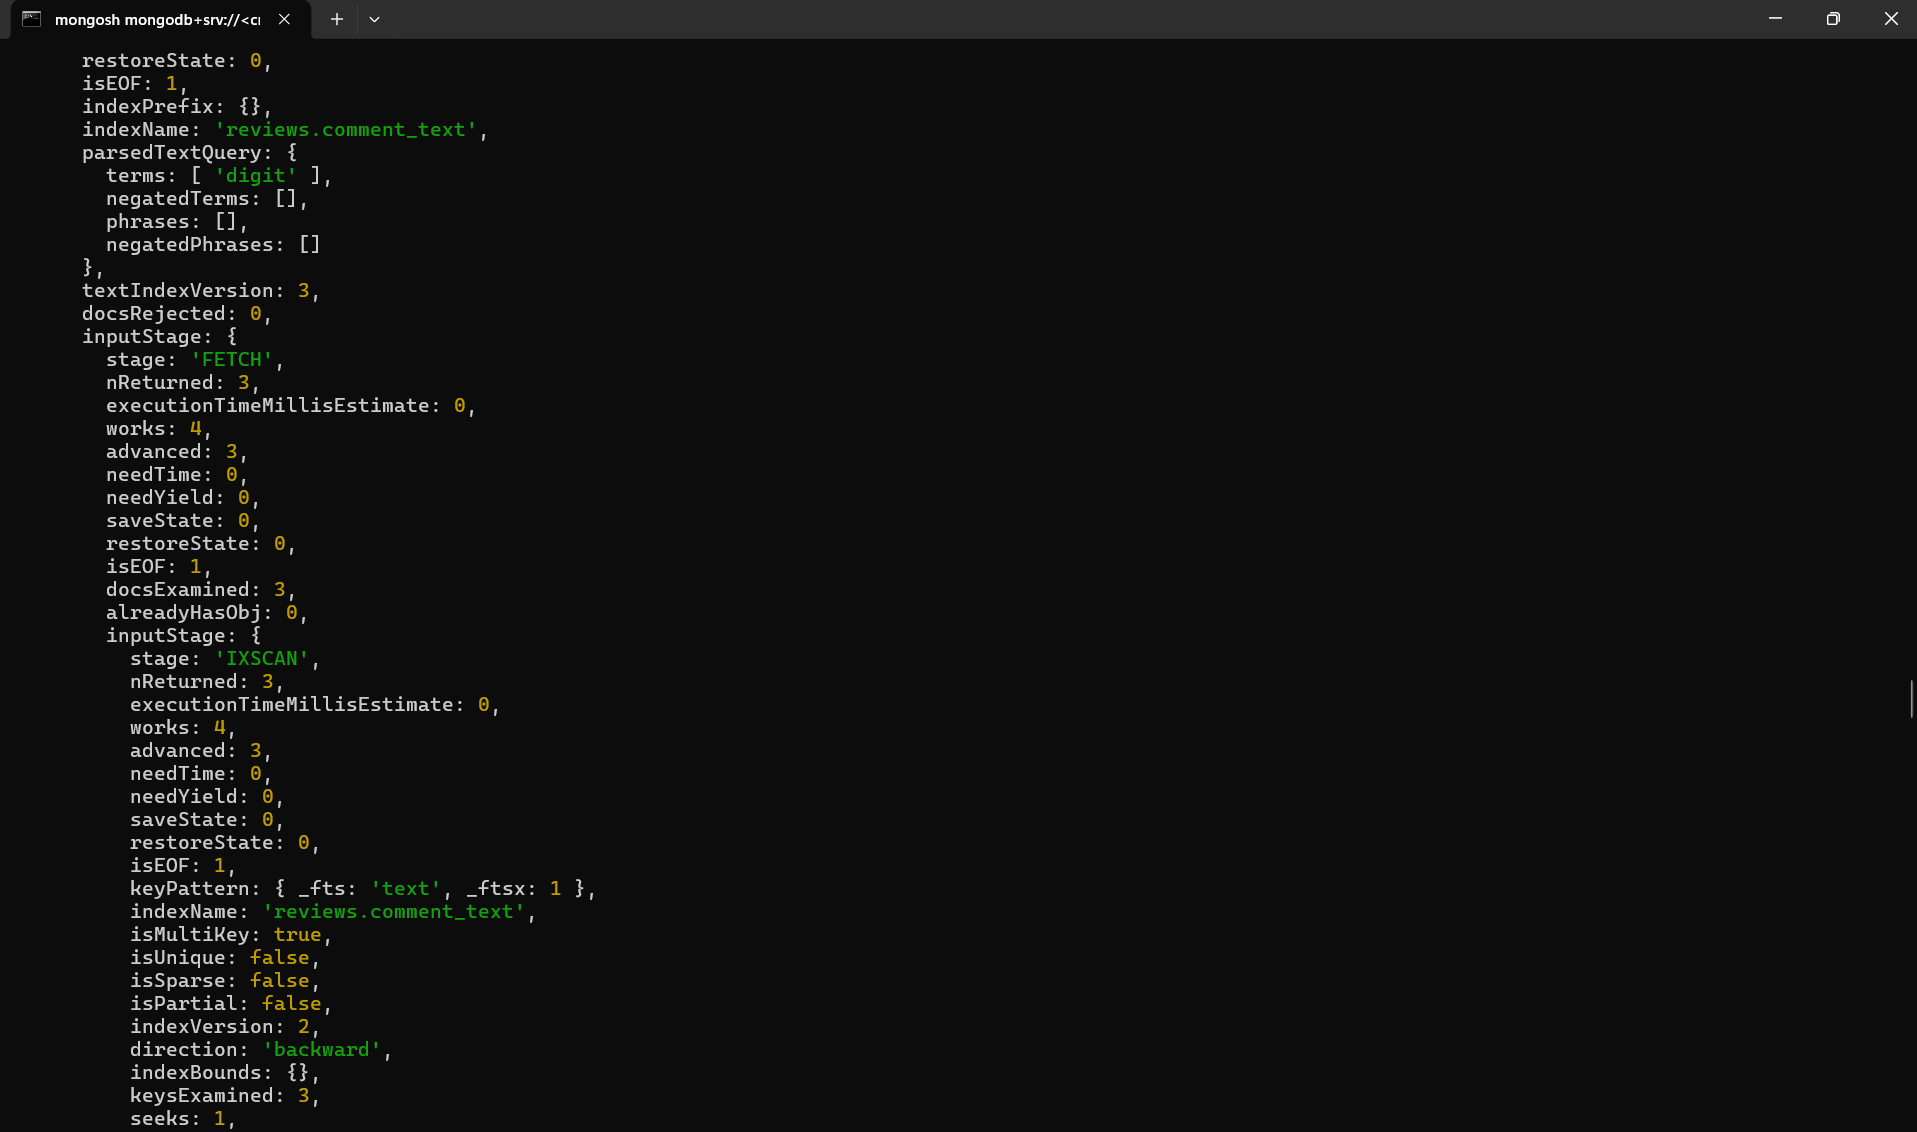 mongosh mongodb+srv://<cr
restoreState: 0,
isEOF: 1,
indexPrefix: {},
indexName: 'reviews.comment_text',
parsedTextQuery: {
terms: [ 'digit' ],
negatedTerms: [],
phrases: [],
negatedPhrases: []
},
textIndexVersion: 3,
docsRejected: 0,
inputStage: {
stage: 'FETCH',
nReturned: 3,
executionTimeMillisEstimate: 0,
works: 4,
advanced: 3,
needTime: 0,
needYield: 0,
saveState: 0,
restoreState: 0,
isEOF: 1,
docsExamined: 3,
alreadyHasObj: 0,
inputStage: {
stage: 'IXSCAN',
nReturned: 3,
executionTimeMillisEstimate: 0,
works: 4,
advanced: 3,
needTime: 0,
needYield: 0,
saveState: 0,
restoreState: 0,
isEOF: 1,
keyPattern: { _fts: 'text', _ftsx: 1 },
indexName: 'reviews.comment_text',
isMultiKey: true,
isUnique: false,
isSparse: false,
isPartial: false,
indexVersion: 2,
direction: 'backward',
indexBounds: {},
keysExamined: 3,
seeks: 1,